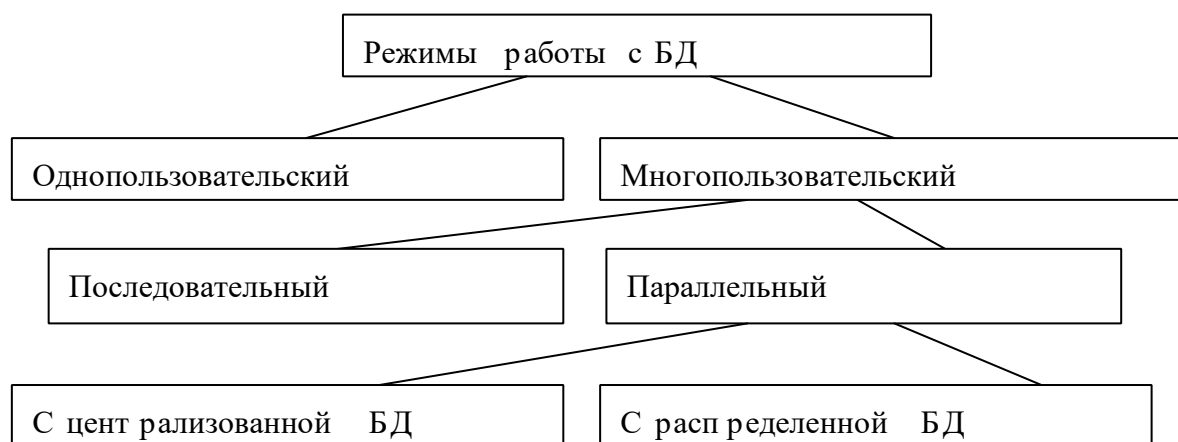 Режимы работы с БД
Однопользовательский
Многопользовательский
Последовательный
Параллельный
С централизованной БД
С распределенной БД